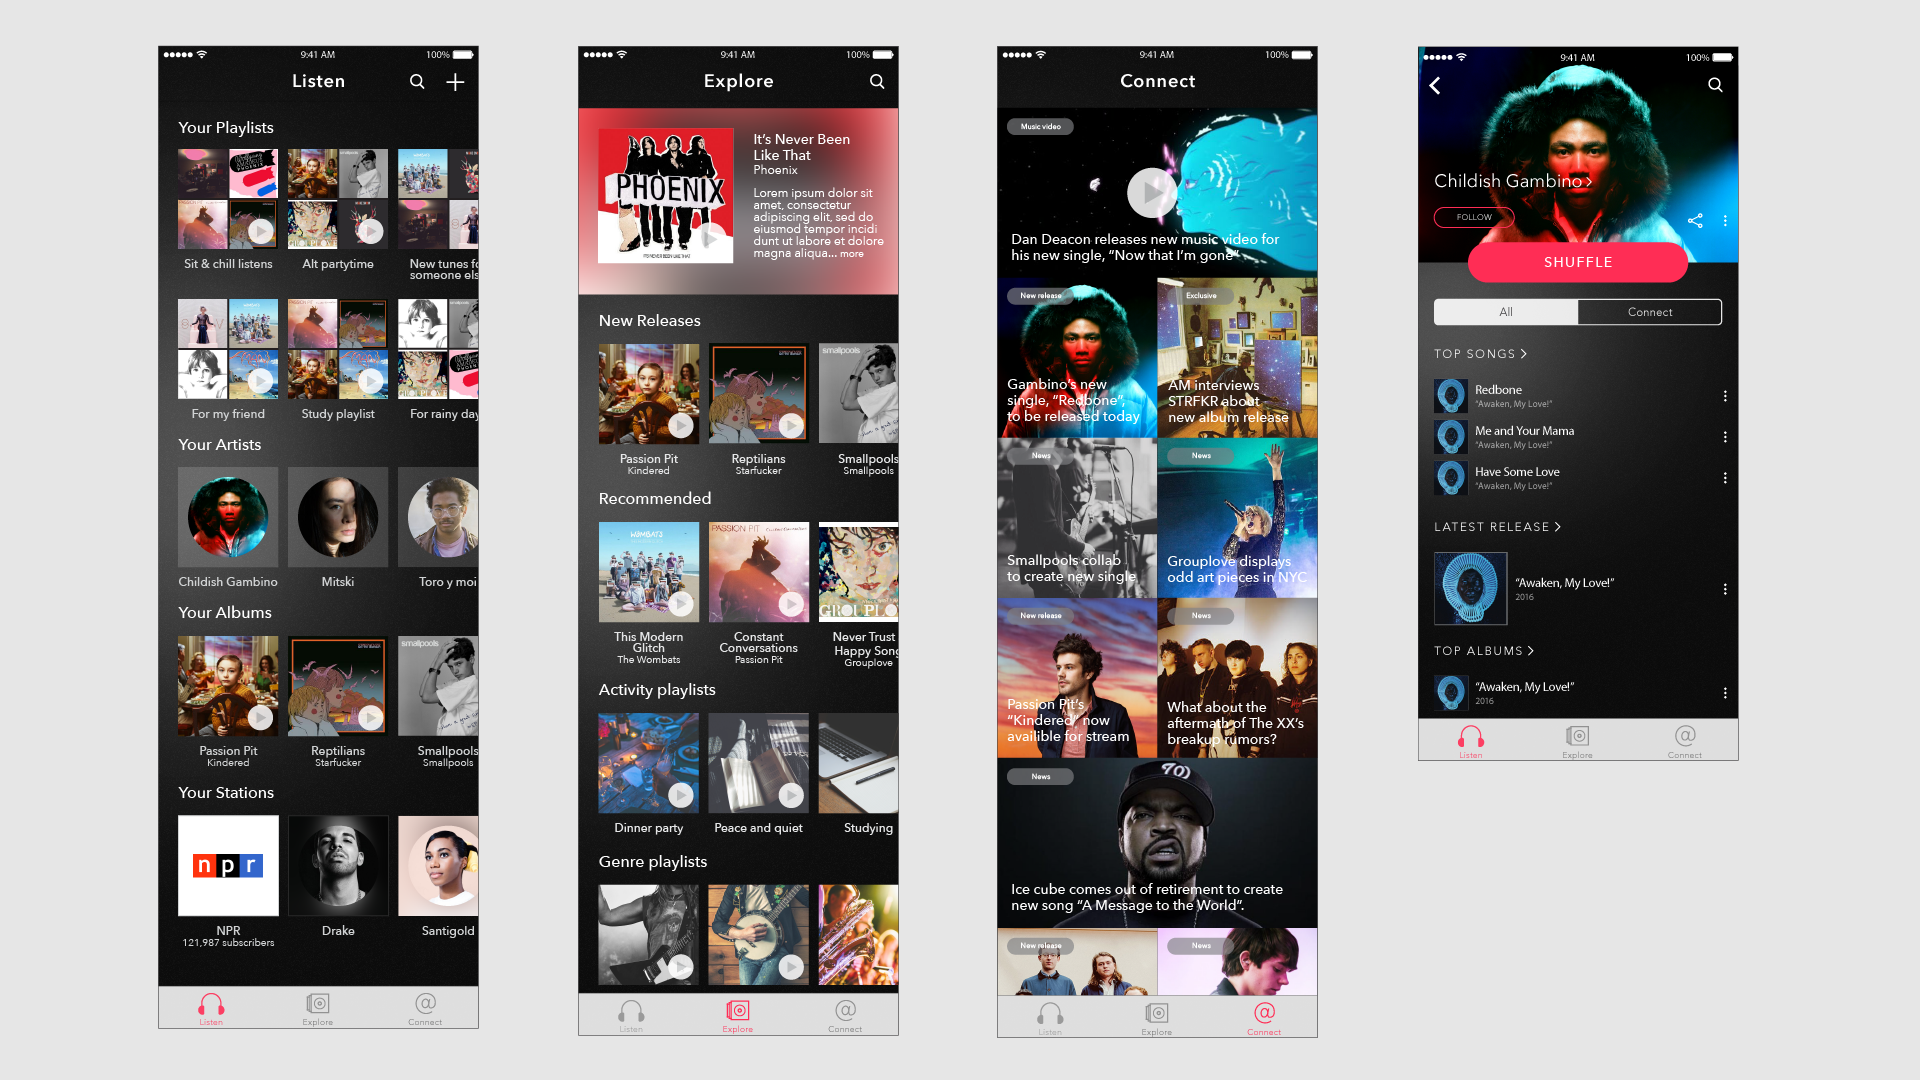 9:41 AM
100%
Listen
Your Playlists
Sit & chill listens
Alt partytime
New tunes fo
someone els
For my friend
Study playlist
For rainy day
Your Artists
Childish Gambino
Mitski
Toro y moi
Your Albums
smallpools
Passion Pit
Kindered
Reptilians
Starfucker
Smallpools
Smallpools
Your Stations
npr
NPR
121,987 subscribers
Drake
Santigold
Listen
Explore
Connect
9:41 AM
100%
Explore
PHOENIX
IT'S NEVER BEEN LIKE THAT
It's Never Been
Like That
Phoenix
Lorem ipsum dolor sit
amet, consectetur
adipiscing elit, sed do
eiusmod tempor incidi
dunt ut labore et dolore
magna aliqua... more
New Releases
smallpools
Passion Pit
Kindered
Reptilians
Starfucker
Smallpools
Smallpools
Recommended
WOMBATS
PASSION PIT
GROUPLO
This Modern
Glitch
The Wombats
Constant
Conversations
Passion Pit
Never Trust
Happy Song
Grouplove
Activity playlists
Dinner party
Peace and quiet
Studying
Genre playlists
Listen
Explore
Connect
9:41 AM
100%
Connect
Music video
Dan Deacon releases new music video for
his new single, “Now that I’m gone”
New release
Gambino’s new
single, “Redbone”,
to be released today
Exclusive
AM interviews
STRFKR about
new album release
News
Smallpools collab
to create new single
News
Grouplove displays
odd art pieces in NYC
New release
Passion Pit’s
“Kindered” now
availible for stream
News
What about the
aftermath of The XX’s
breakup rumors?
News
Ice cube comes out of retirement to create
new song “A Message to the World”.
New release
News
Listen
Explore
Connect
9:41 AM
100%
Childish Gambino
FOLLOW
SHUFFLE
All
Connect
TOP SONGS
Redbone
“Awaken, My Love!”
Me and Your Mama
“Awaken, My Love!”
Have Some Love
“Awaken, My Love!”
LATEST RELEASE
“Awaken, My Love!”
2016
TOP ALBUMS
“Awaken, My Love!”
2016
Listen
Explore
Connect